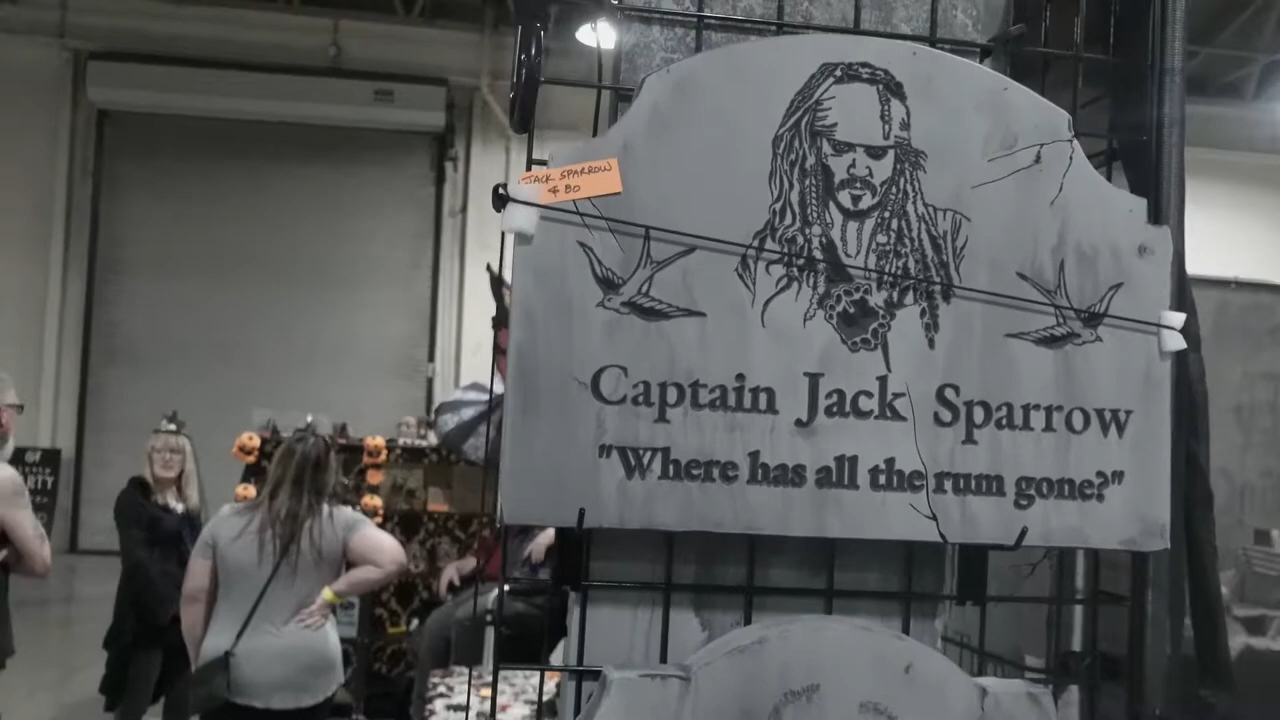 JACK SPARROW
$ 80
Captain Jack Sparrow
"Where has all the rum gone?"